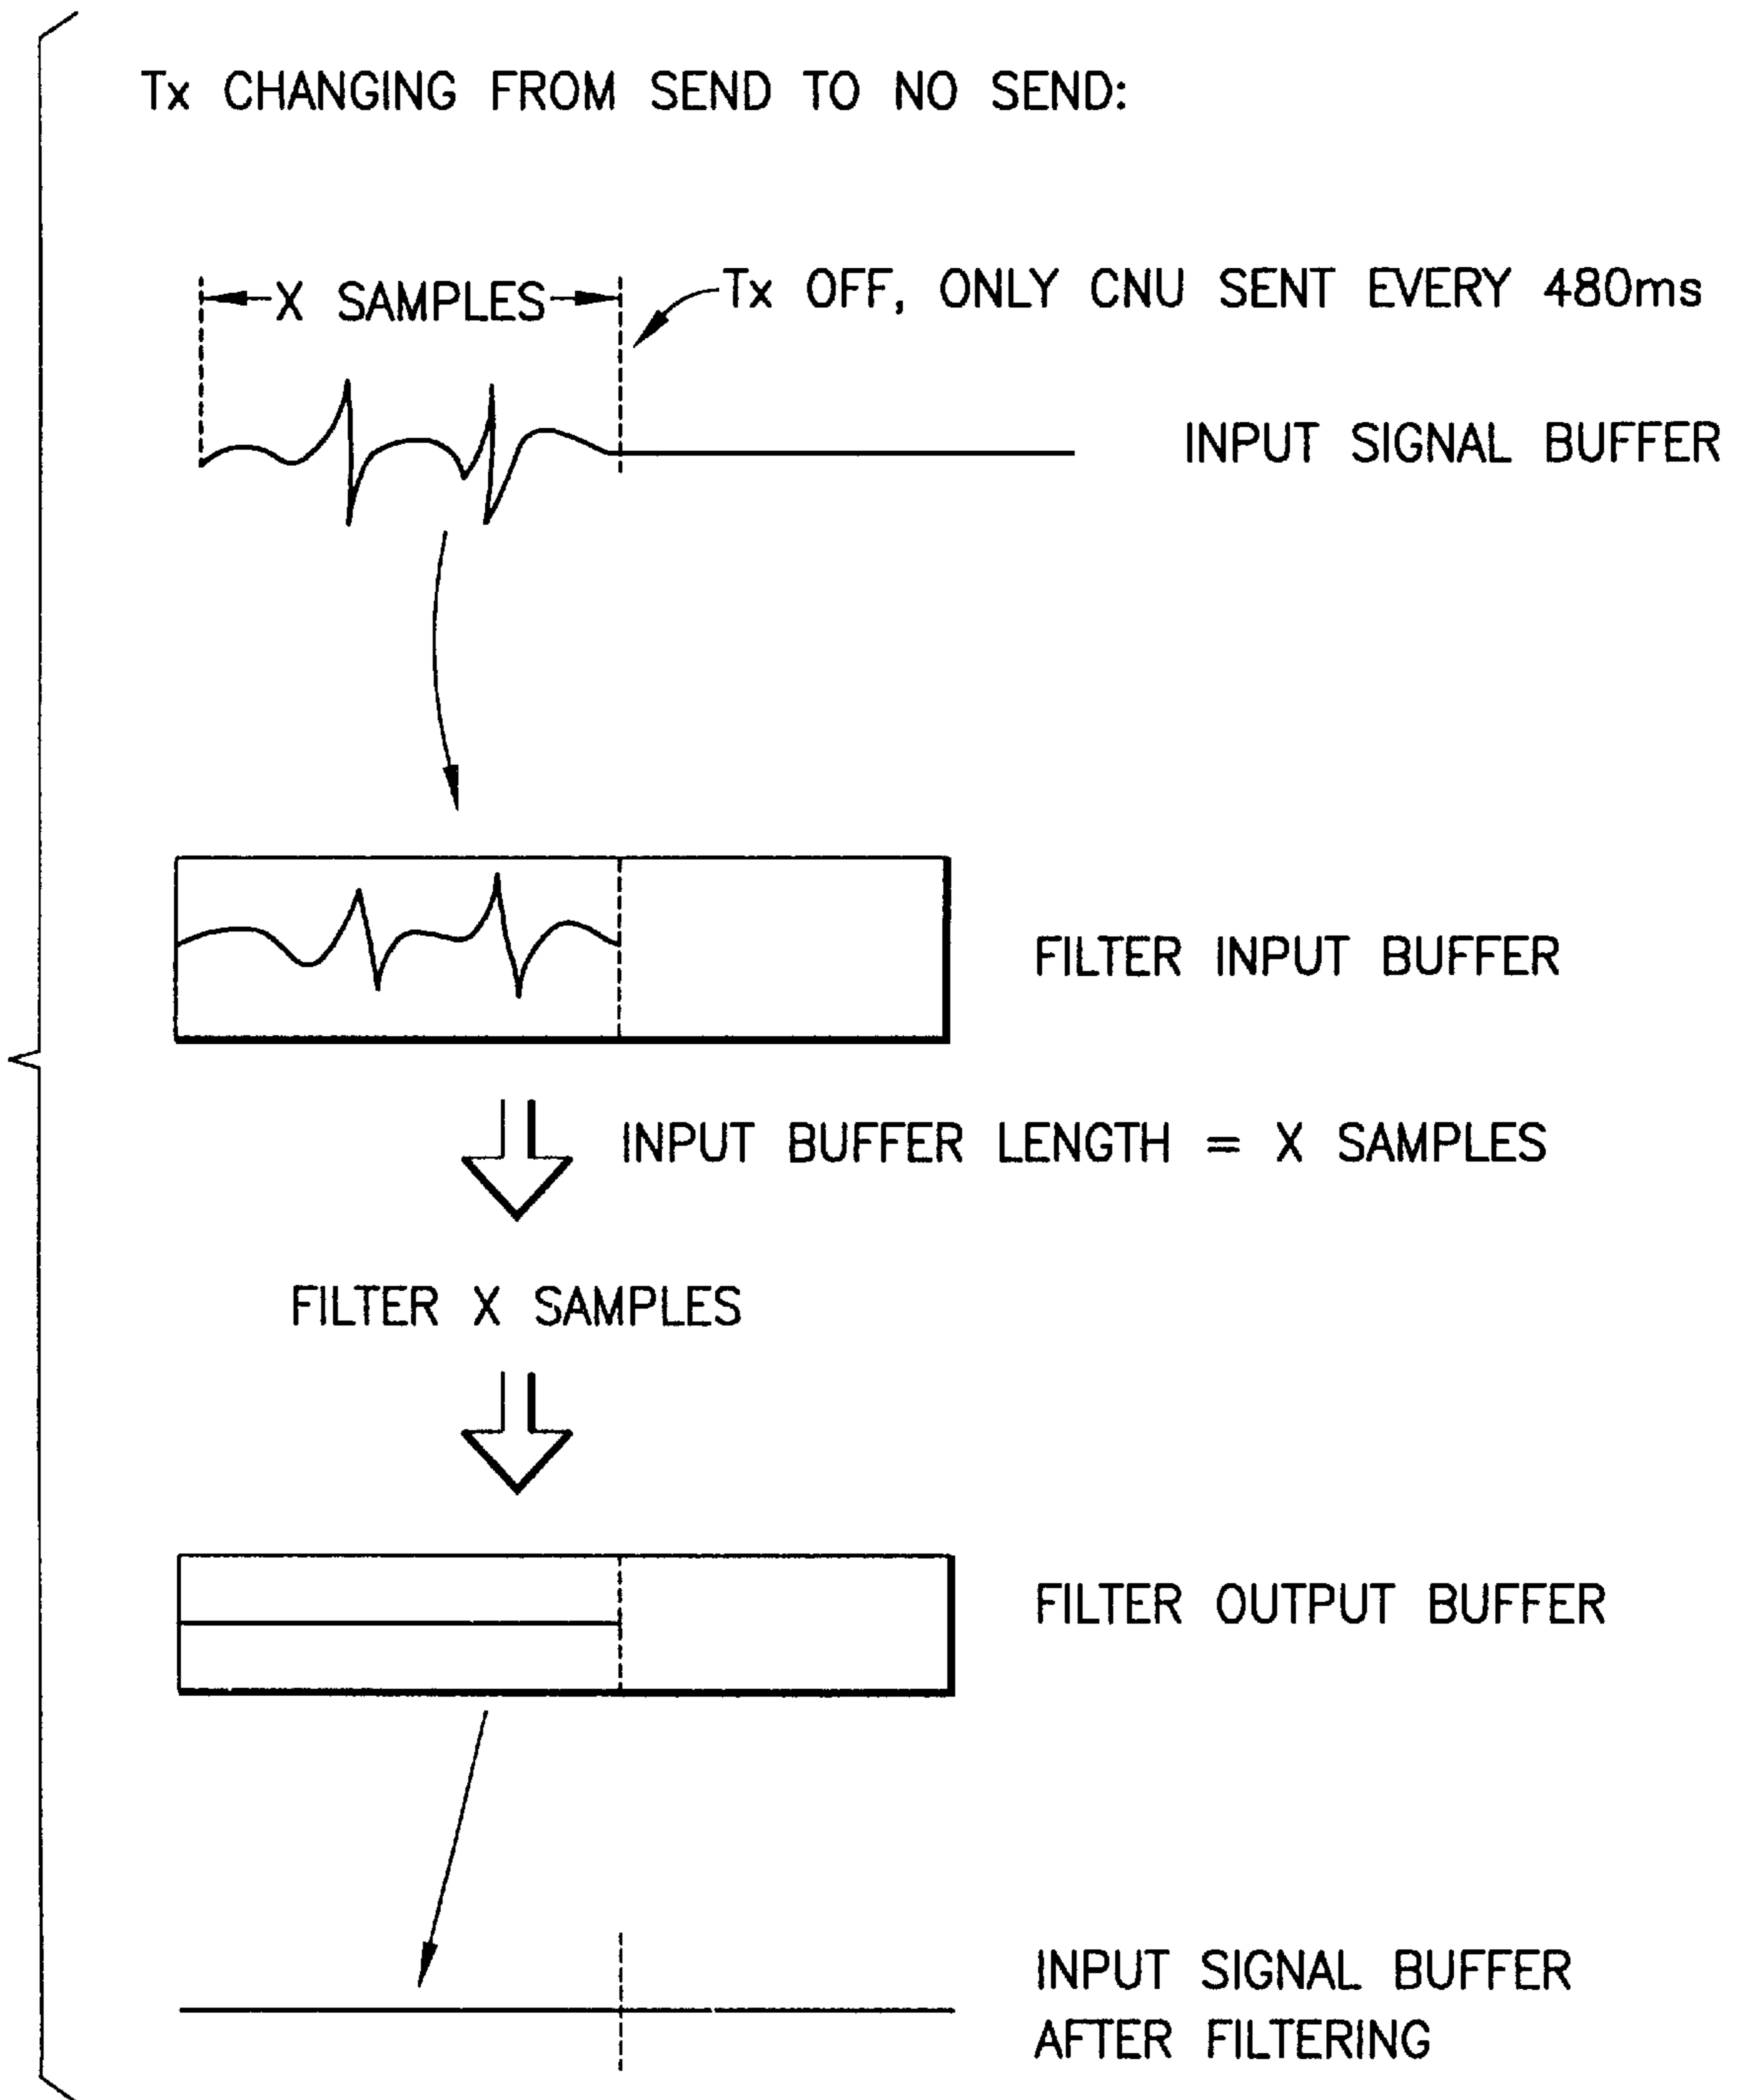 Tx CHANGING FROM SEND TO NO SEND:
X SAMPLES
Tx OFF, ONLY CNU SENT EVERY 480ms
INPUT SIGNAL BUFFER
FILTER INPUT BUFFER
INPUT BUFFER LENGTH = X SAMPLES
FILTER X SAMPLES
FILTER OUTPUT BUFFER
INPUT SIGNAL BUFFER
AFTER FILTERING